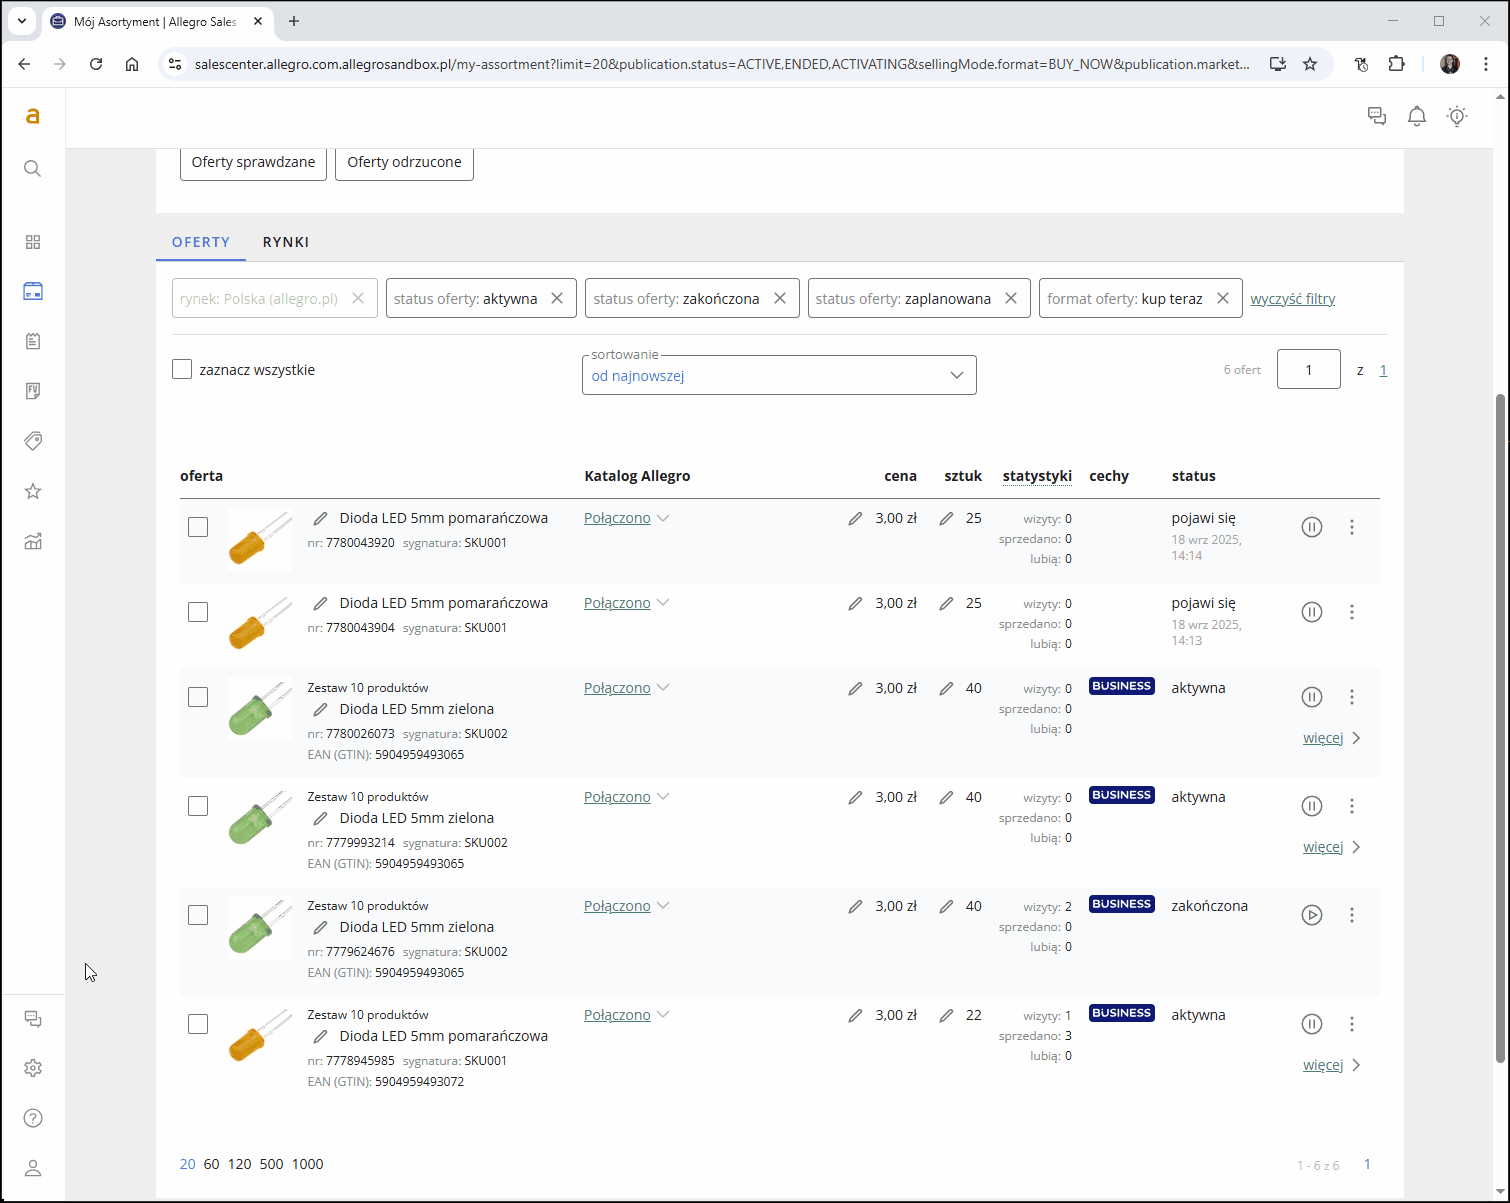 Mój Asortyment | Allegro Sales
salescenter.allegro.com.allegrosandbox.pl/my-assortment?limit=20&publication.status=ACTIVE,ENDED,ACTIVATING&sellingMode.format=BUY_NOW&publication.market...
a
Oferty sprawdzane Oferty odrzucone
OFERTY RYNKI
rynek: Polska (allegro.pl) status oferty: aktywna status oferty: zakończona status oferty: zaplanowana format oferty: kup teraz wyczyść filtry
sortowanie
zaznacz wszystkie od najnowszej 6 ofert 1 z 1
oferta Katalog Allegro cena sztuk statystyki cechy status
Dioda LED 5mm pomarańczowa Połączono 3,00 zł 25 wizyty: 0 pojawi się
nr: 7780043920 sygnatura: SKU001 sprzedano: 0 18 wrz 2025,
lubią: 0 14:14
Dioda LED 5mm pomarańczowa Połączono 3,00 zł 25 wizyty: 0 pojawi się
nr: 7780043904 sygnatura: SKU001 sprzedano: 0 18 wrz 2025,
lubią: 0 14:13
Zestaw 10 produktów Połączono 3,00 zł 40 wizyty: 0 BUSINESS aktywna
Dioda LED 5mm zielona sprzedano: 0
nr: 7780026073 sygnatura: SKU002 lubią: 0 więcej
EAN (GTIN): 5904959493065
Zestaw 10 produktów Połączono 3,00 zł 40 wizyty: 0 BUSINESS aktywna
Dioda LED 5mm zielona sprzedano: 0
nr: 7779993214 sygnatura: SKU002 lubią: 0 więcej
EAN (GTIN): 5904959493065
Zestaw 10 produktów Połączono 3,00 zł 40 wizyty: 2 BUSINESS zakończona
Dioda LED 5mm zielona sprzedano: 0
nr: 7779624676 sygnatura: SKU002 lubią: 0
EAN (GTIN): 5904959493065
Zestaw 10 produktów Połączono 3,00 zł 22 wizyty: 1 BUSINESS aktywna
Dioda LED 5mm pomarańczowa sprzedano: 3
nr: 7778945985 sygnatura: SKU001 lubią: 0 więcej
EAN (GTIN): 5904959493072
20 60 120 500 1000 1 - 6 z 6 1